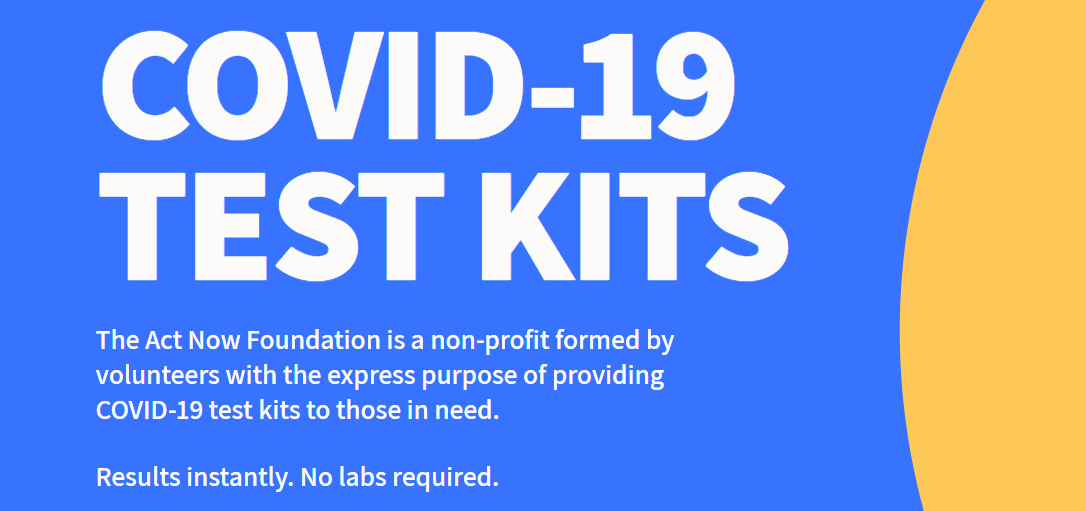 COVID-19
TEST KITS
The Act Now Foundation is a non-profit formed by
volunteers with the express purpose of providing
COVID-19 test kits to those in need.
Results instantly. No labs required.